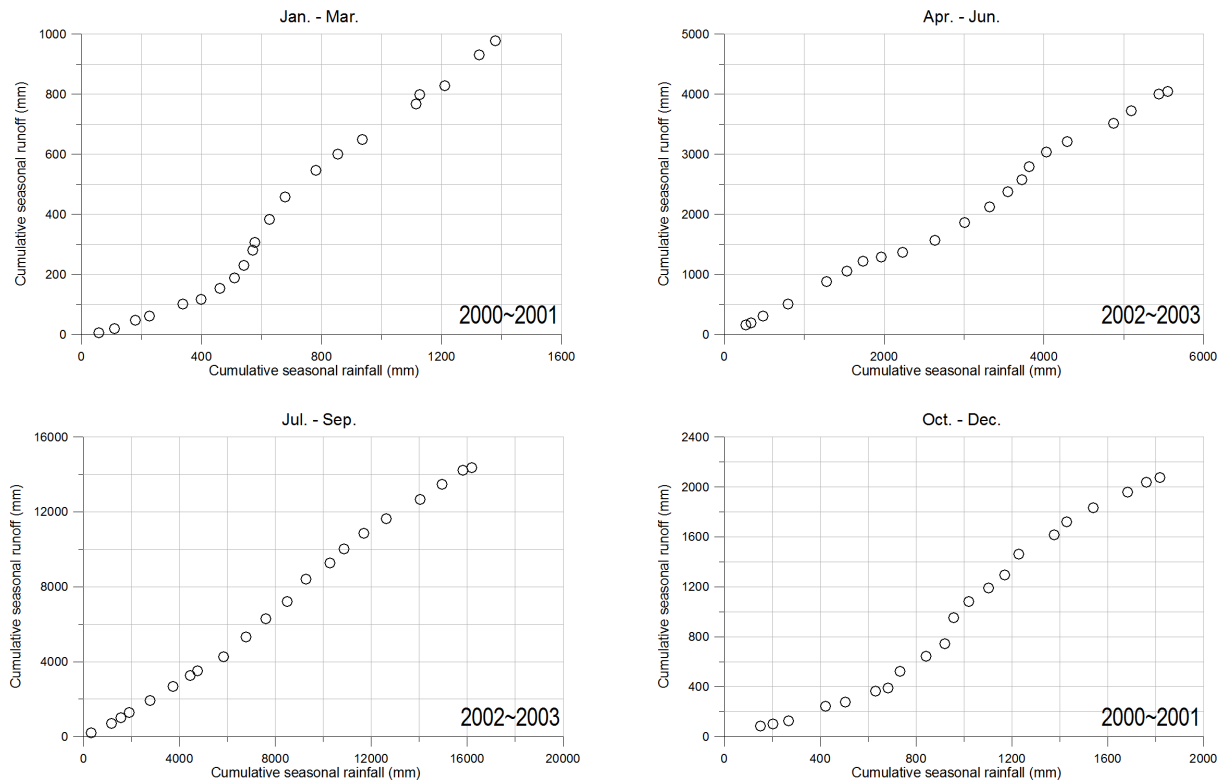 Jan. - Mar.
1000
800
600
400
200
0
Cumulative seasonal runoff (mm)
0 400 800 1200 1600
Cumulative seasonal rainfall (mm)
2000~2001
Apr. - Jun.
5000
4000
3000
2000
1000
0
Cumulative seasonal runoff (mm)
0 2000 4000 6000
Cumulative seasonal rainfall (mm)
2002~2003
Jul. - Sep.
16000
12000
8000
4000
0
Cumulative seasonal runoff (mm)
0 4000 8000 12000 16000 20000
Cumulative seasonal rainfall (mm)
2002~2003
Oct. - Dec.
2400
2000
1600
1200
800
400
0
Cumulative seasonal runoff (mm)
0 400 800 1200 1600 2000
Cumulative seasonal rainfall (mm)
2000~2001